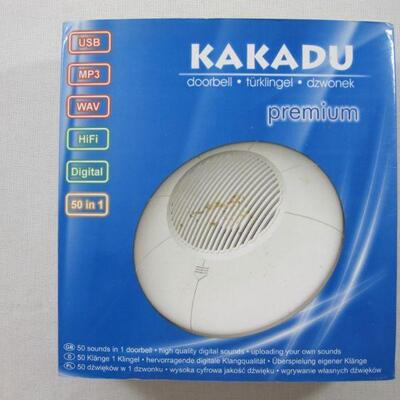 USB
MP3
WAV
HiFi
Digital
50 in 1
KAKADU
doorbell • türklingel • dzwonek
premium
GB 50 sounds in 1 doorbell • high quality digital sounds • uploading your own sounds
D 50 Klänge 1 Klingel • hervorragende digitale Klangqualität • Überspielung eigener Klänge
PL 50 dźwięków w 1 dzwonku • wysoka cyfrowa jakość dźwięku • wgrywanie własnych dźwięków